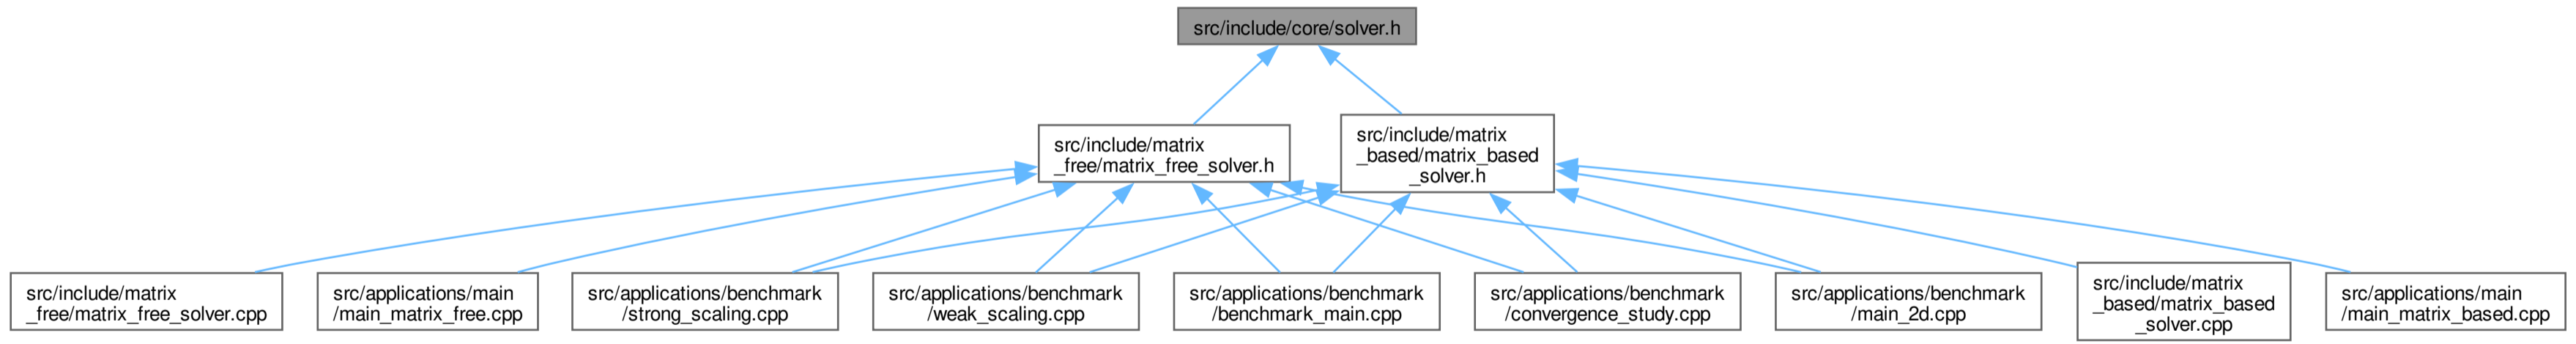 src/include/core/solver.h
src/include/matrix
_free/matrix_free_solver.h
src/include/matrix
_based/matrix_based
_solver.h
src/include/matrix
_free/matrix_free_solver.cpp
src/applications/main
/main_matrix_free.cpp
src/applications/benchmark
/strong_scaling.cpp
src/applications/benchmark
/weak_scaling.cpp
src/applications/benchmark
/benchmark_main.cpp
src/applications/benchmark
/convergence_study.cpp
src/applications/benchmark
/main_2d.cpp
src/include/matrix
_based/matrix_based
_solver.cpp
src/applications/main
/main_matrix_based.cpp